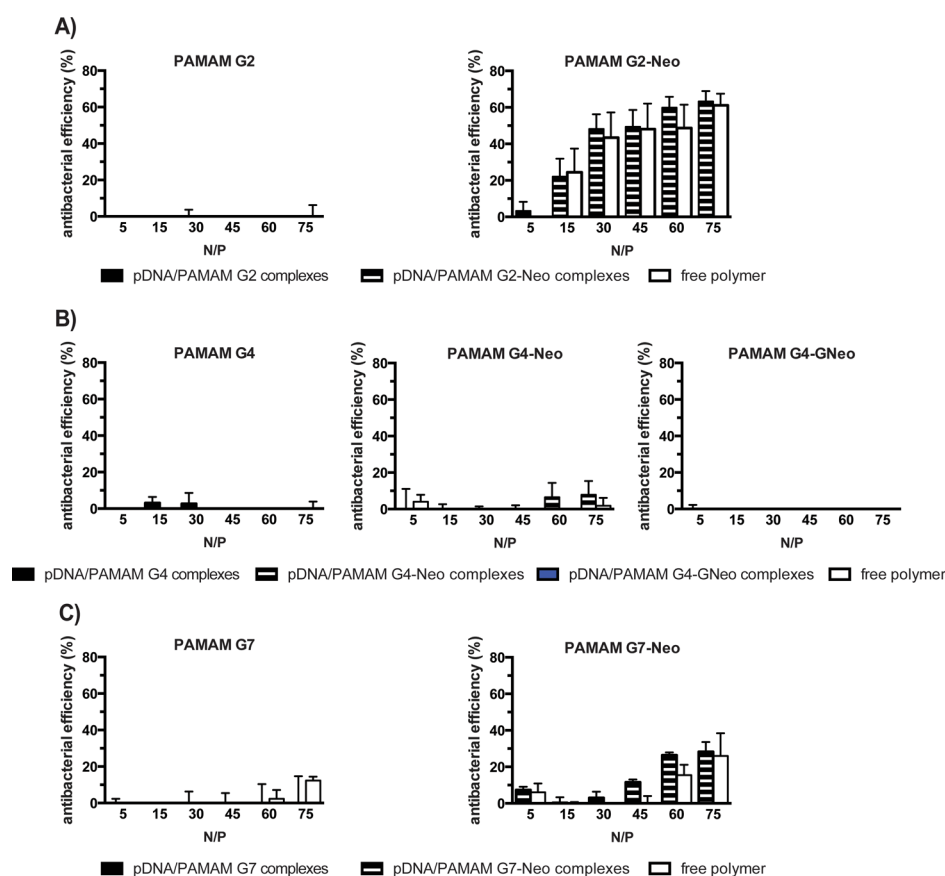 A)
PAMAM G2
antibacterial efficiency (%)
80
60
40
20
0
5 15 30 45 60 75
N/P
PAMAM G2-Neo
antibacterial efficiency (%)
80
60
40
20
0
5 15 30 45 60 75
N/P
pDNA/PAMAM G2 complexes pDNA/PAMAM G2-Neo complexes free polymer
B)
PAMAM G4
antibacterial efficiency (%)
80
60
40
20
0
5 15 30 45 60 75
N/P
PAMAM G4-Neo
antibacterial efficiency (%)
80
60
40
20
0
5 15 30 45 60 75
N/P
PAMAM G4-GNeo
antibacterial efficiency (%)
80
60
40
20
0
5 15 30 45 60 75
N/P
pDNA/PAMAM G4 complexes pDNA/PAMAM G4-Neo complexes pDNA/PAMAM G4-GNeo complexes free polymer
C)
PAMAM G7
antibacterial efficiency (%)
80
60
40
20
0
5 15 30 45 60 75
N/P
PAMAM G7-Neo
antibacterial efficiency (%)
80
60
40
20
0
5 15 30 45 60 75
N/P
pDNA/PAMAM G7 complexes pDNA/PAMAM G7-Neo complexes free polymer